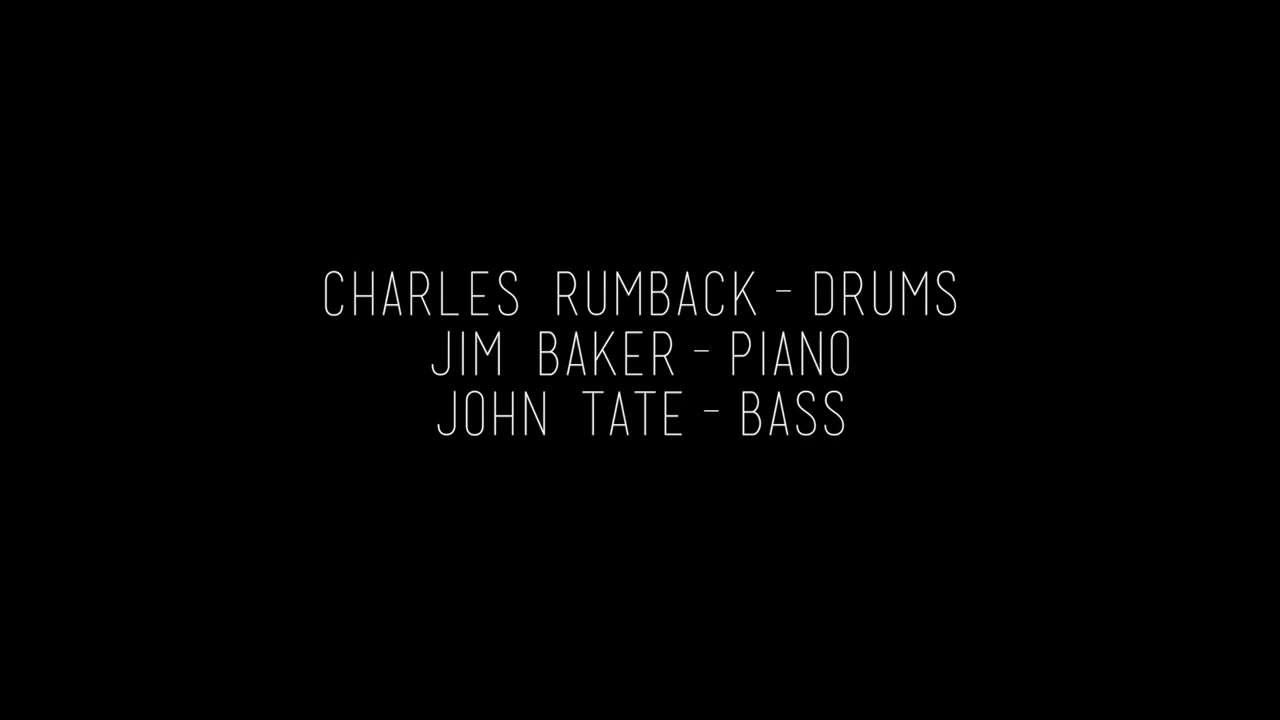 CHARLES RUMBACK - DRUMS
JIM BAKER - PIANO
JOHN TATE - BASS